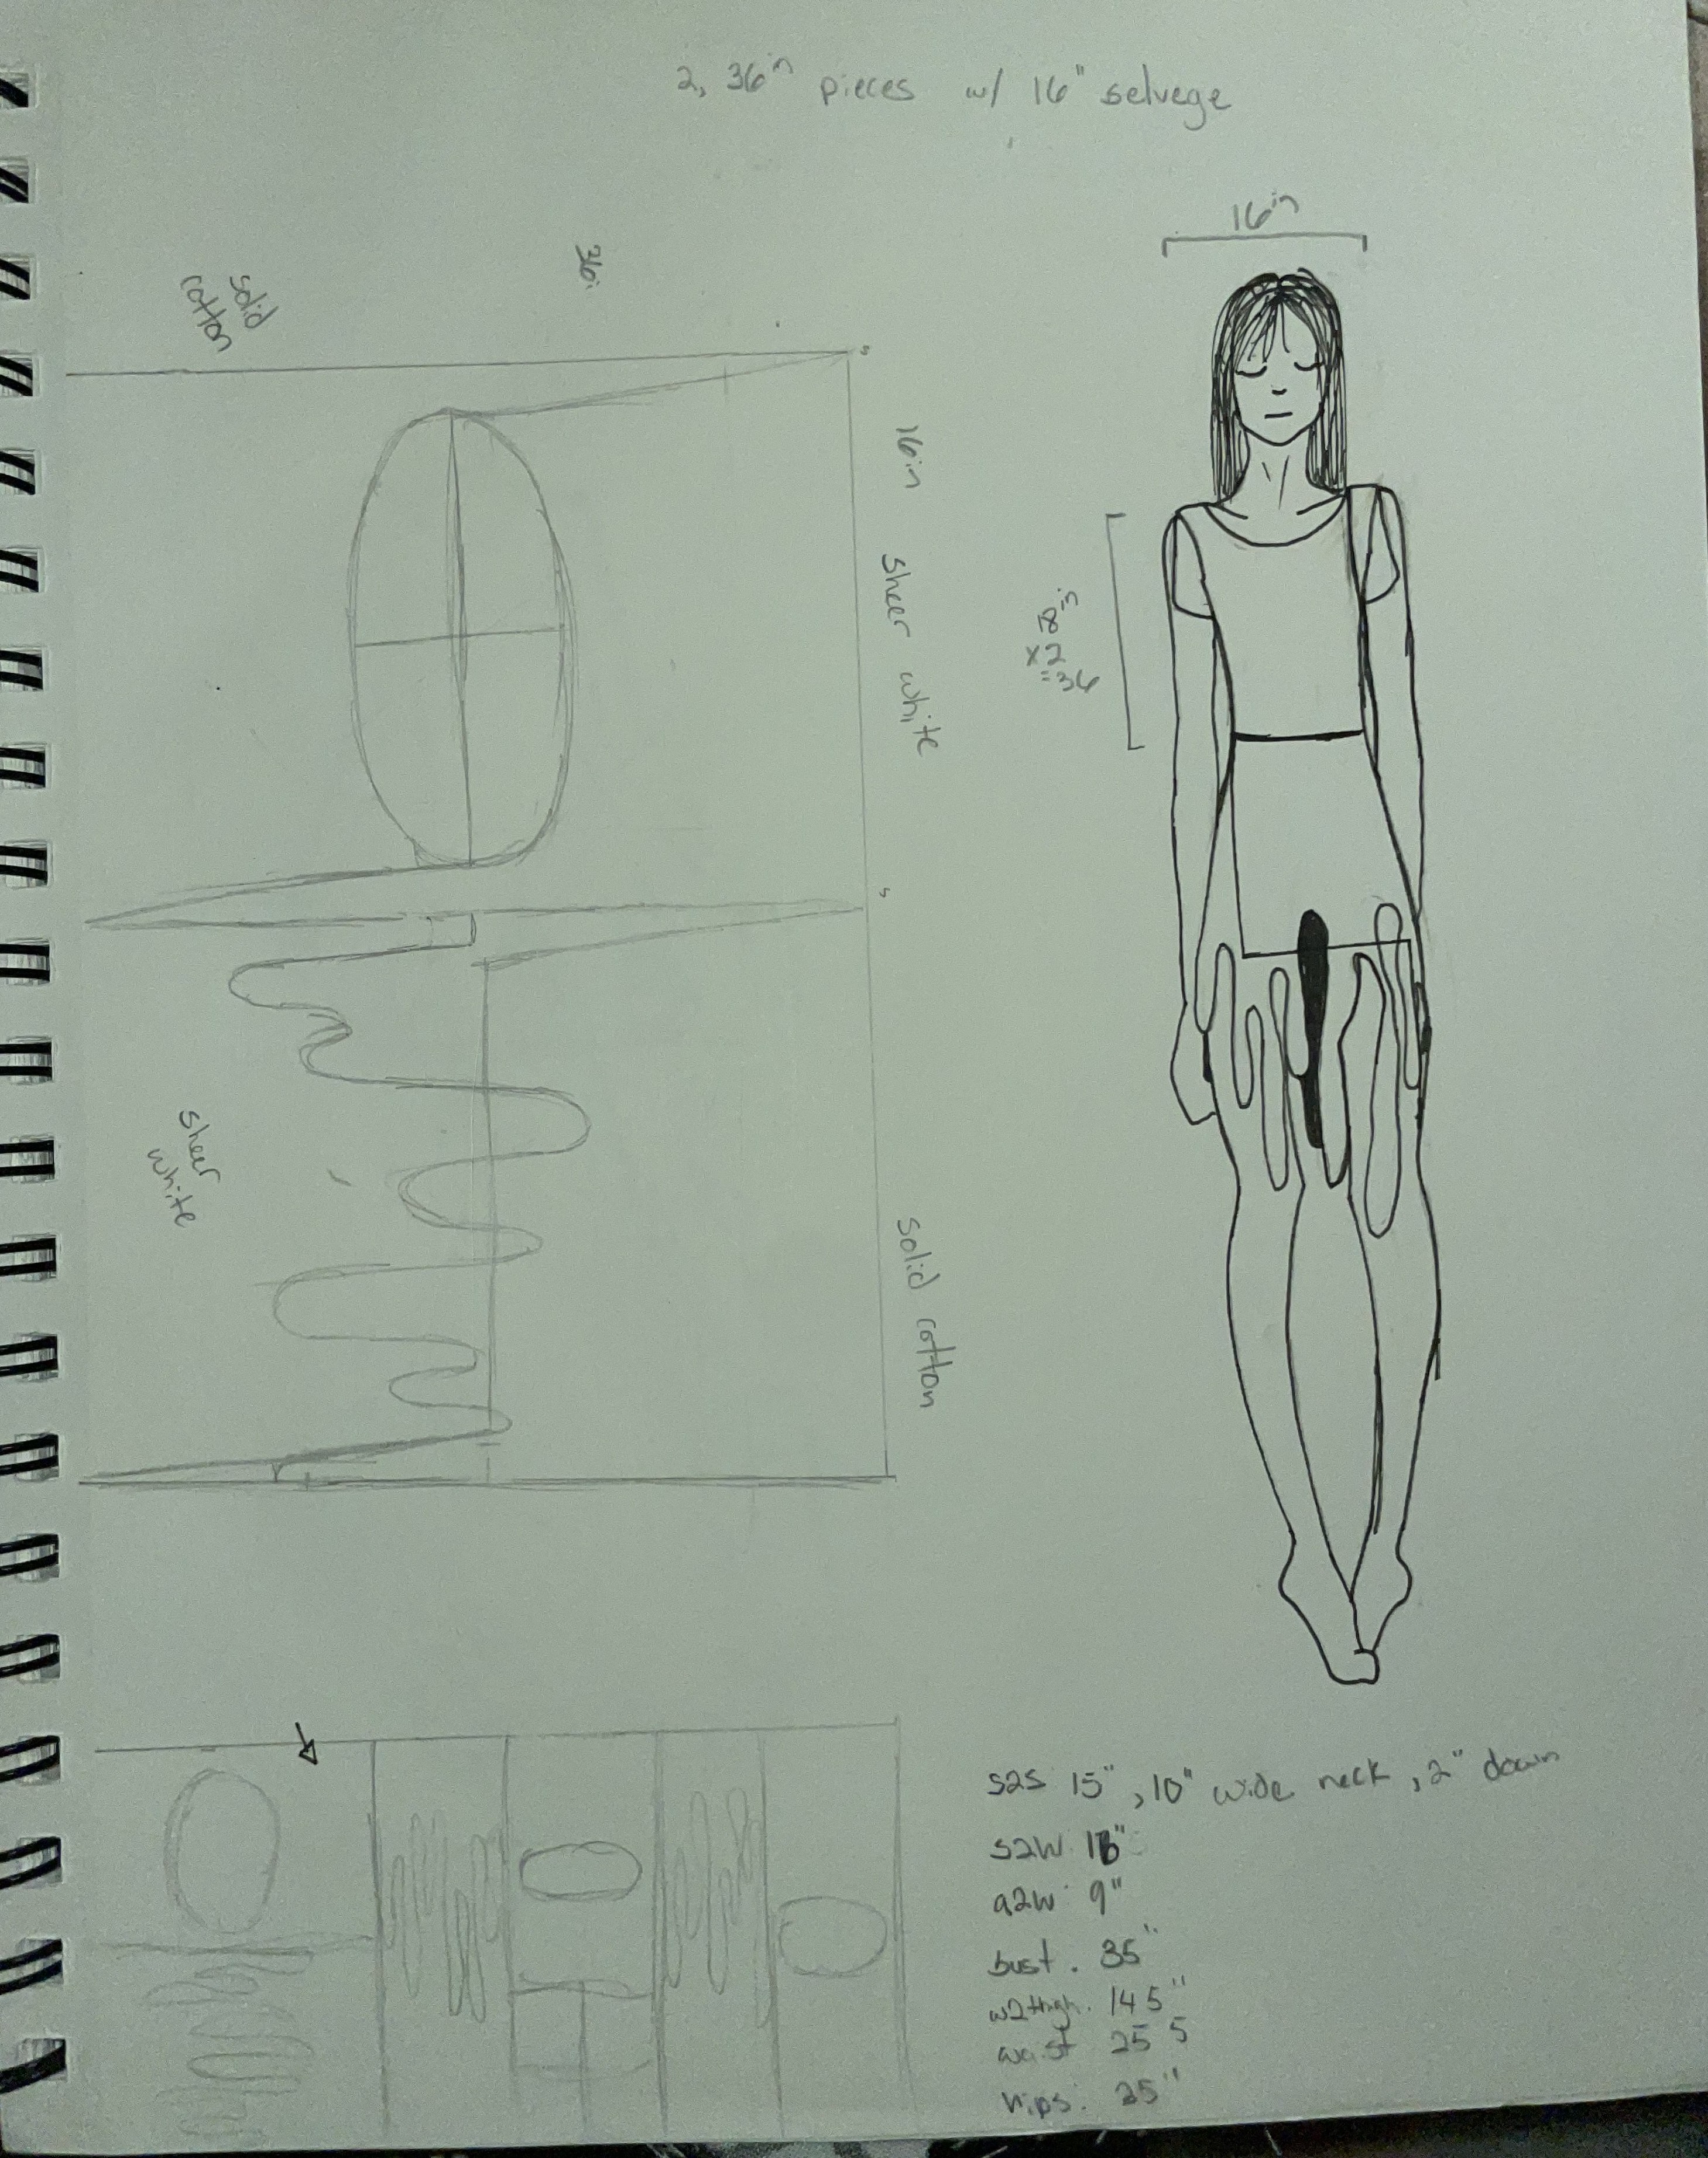 2, 36in pieces w/ 16" selvege
16in
solid
cotton
36in
16in sheer white
18in
x2
=36
sheer
white
solid cotton
s2s 15", 10" wide neck, 2" down
s2w 18"
a2w 9"
bust. 35"
w2thigh. 14 5"
waist 25 5
hips: 35"